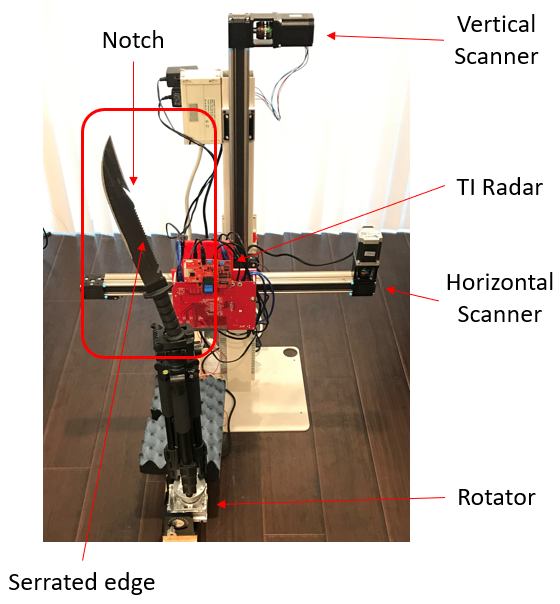 Vertical
Scanner
Notch
TI Radar
Horizontal
Scanner
Rotator
Serrated edge